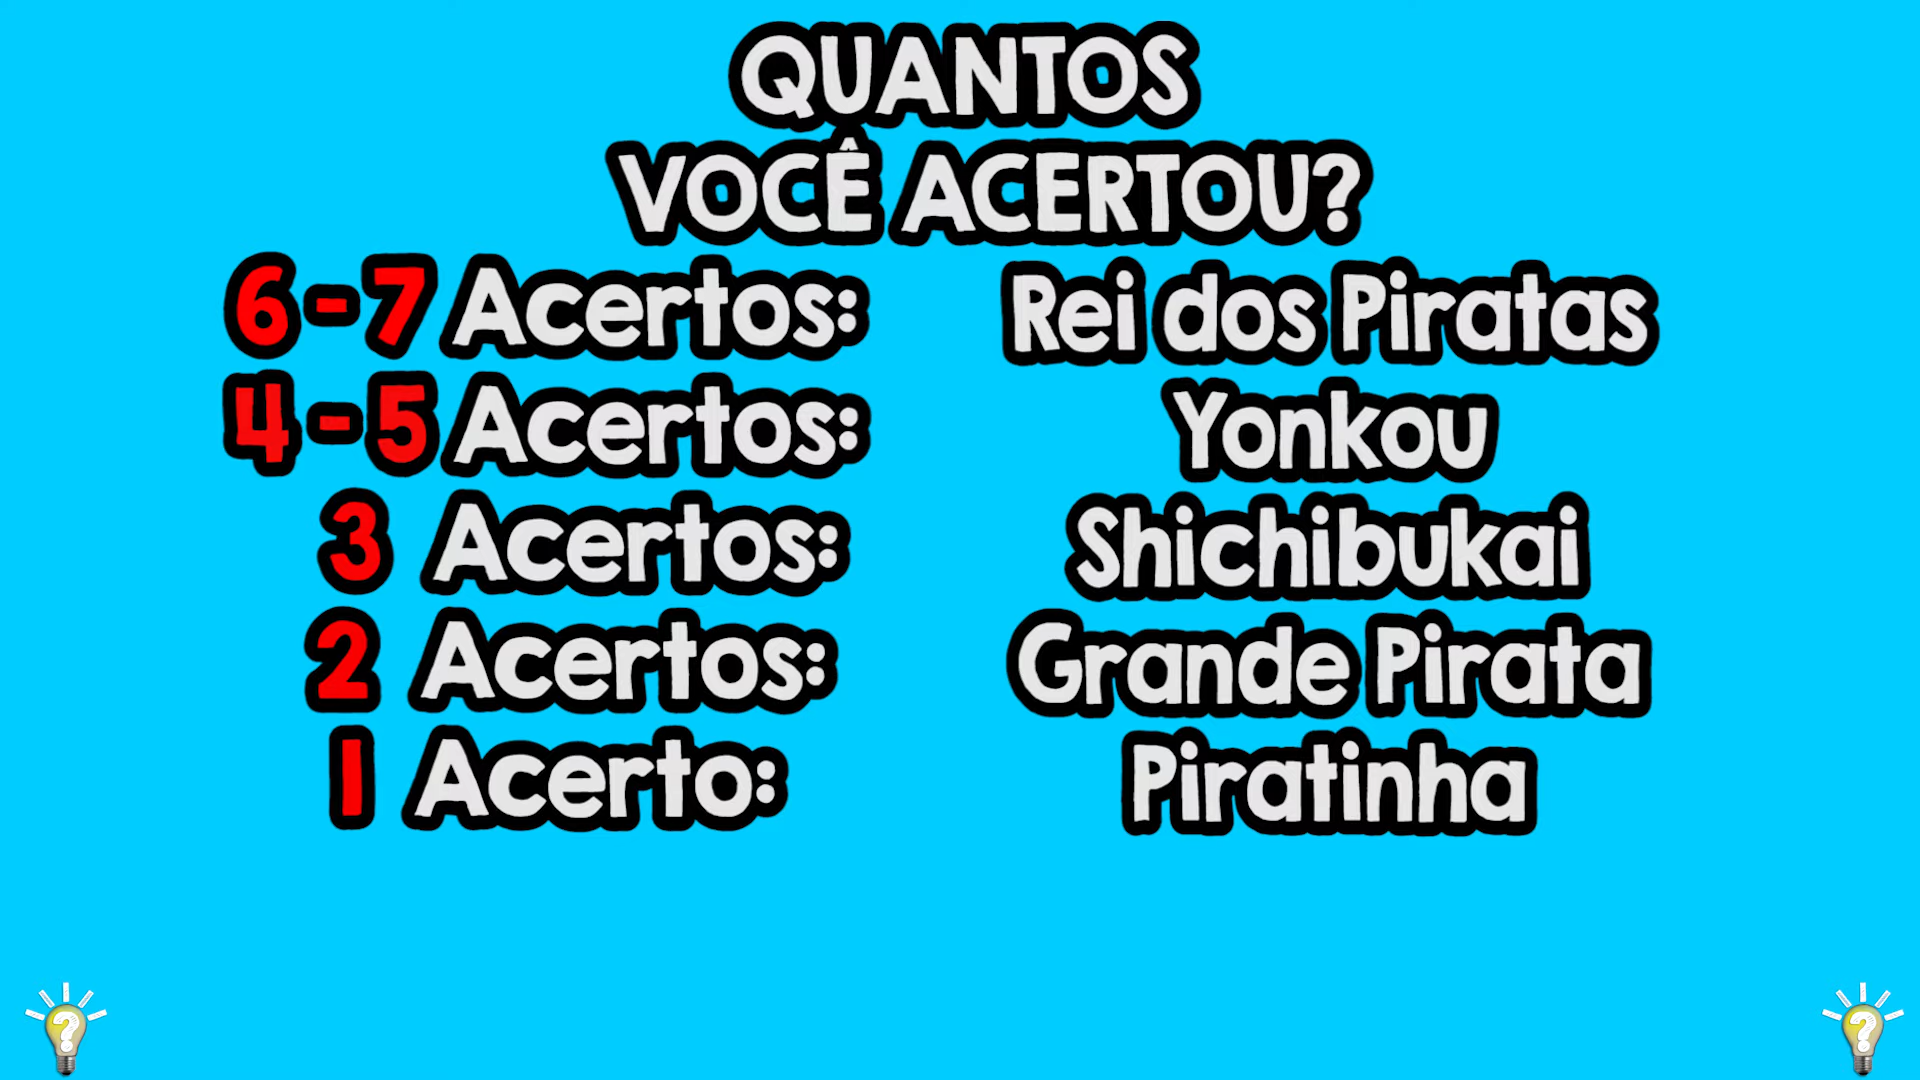 QUANTOS
VOCÊ ACERTOU?
6-7 Acertos: Rei dos Piratas
4-5 Acertos: Yonkou
3 Acertos: Shichibukai
2 Acertos: Grande Pirata
1 Acerto: Piratinha
? ?